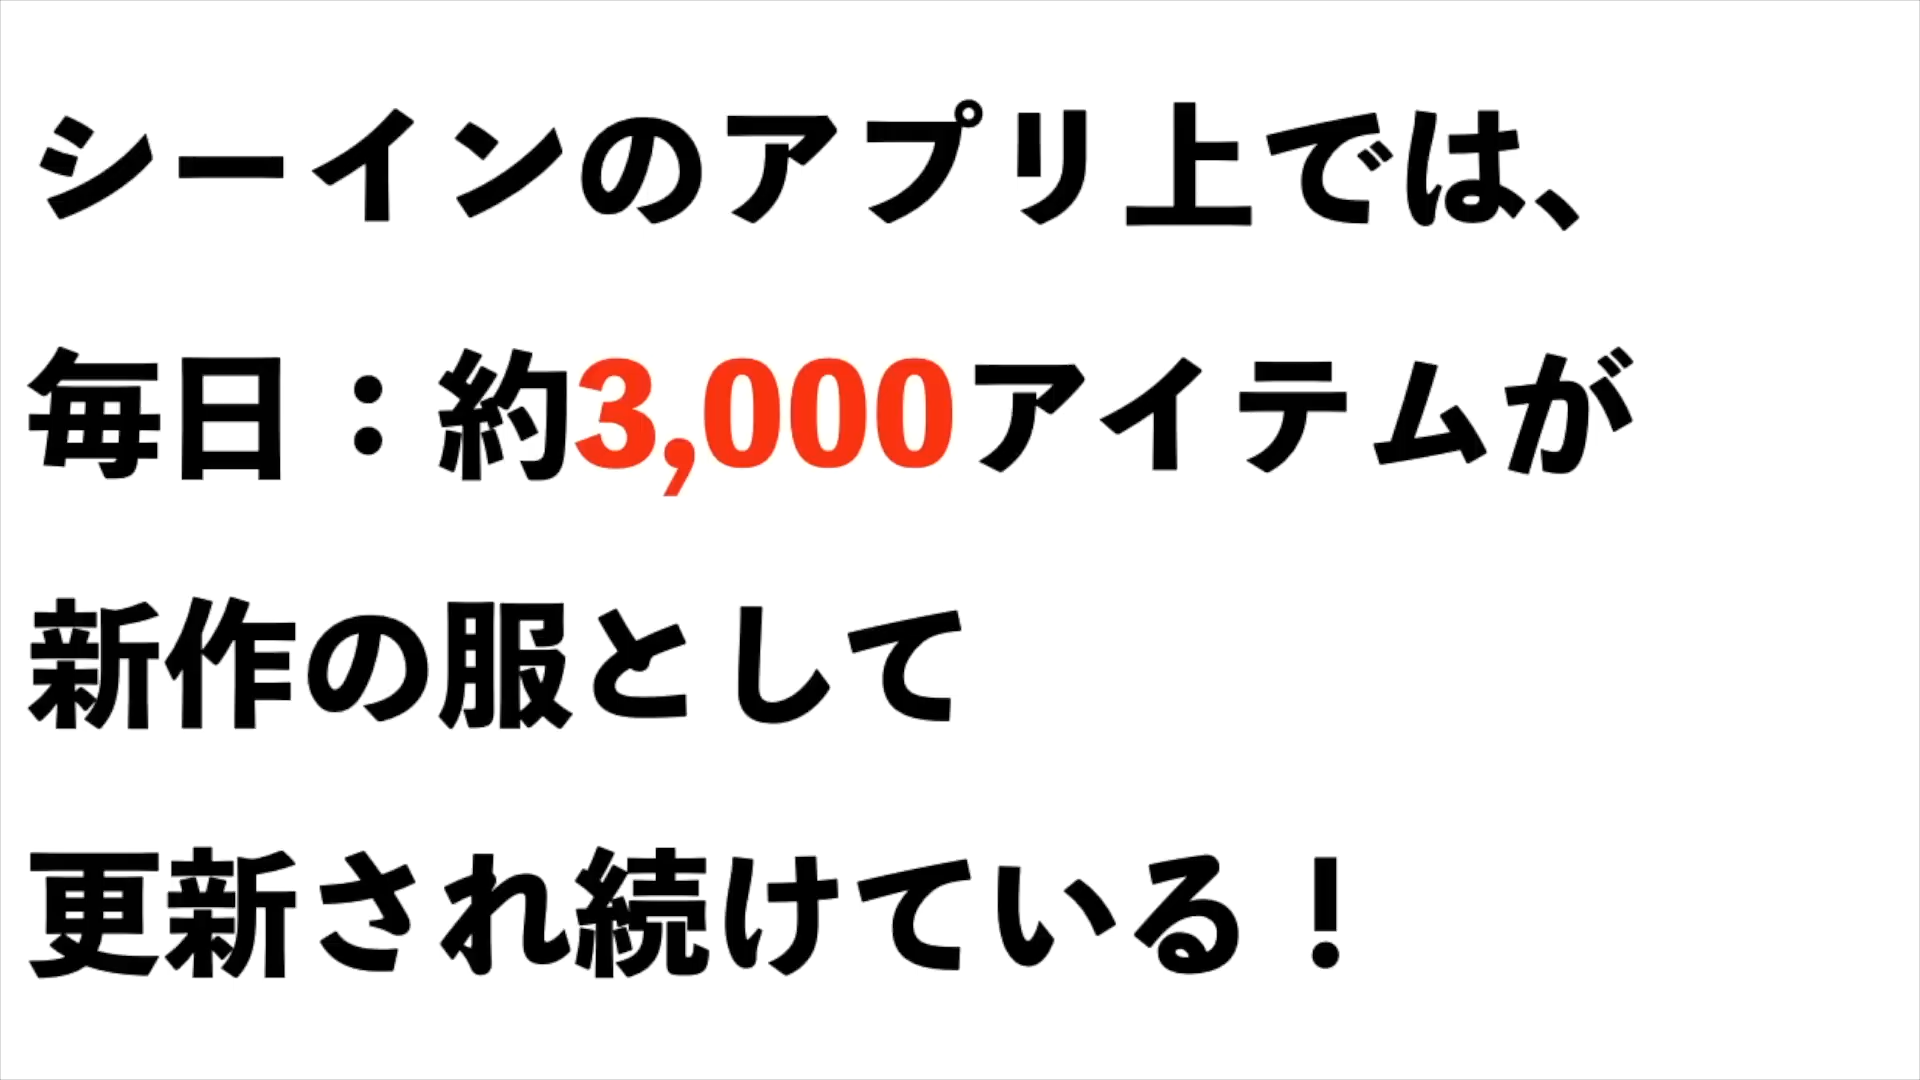 シーインのアプリ上では、
毎日：約3,000アイテムが
新作の服として
更新され続けている！